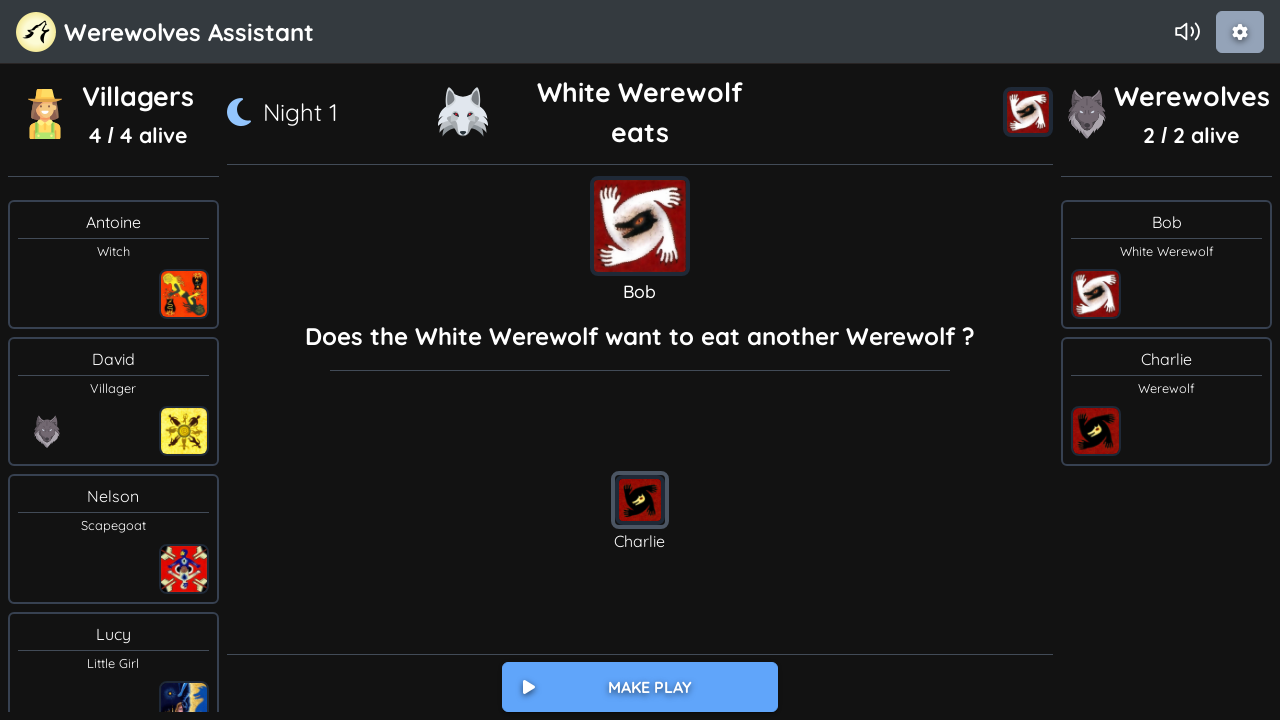 Werewolves Assistant
Villagers
4 / 4 alive
Night 1
White Werewolf
eats
Werewolves
2 / 2 alive
Antoine
Witch
David
Villager
Nelson
Scapegoat
Lucy
Little Girl
Bob
Does the White Werewolf want to eat another Werewolf ?
Charlie
MAKE PLAY
Bob
White Werewolf
Charlie
Werewolf